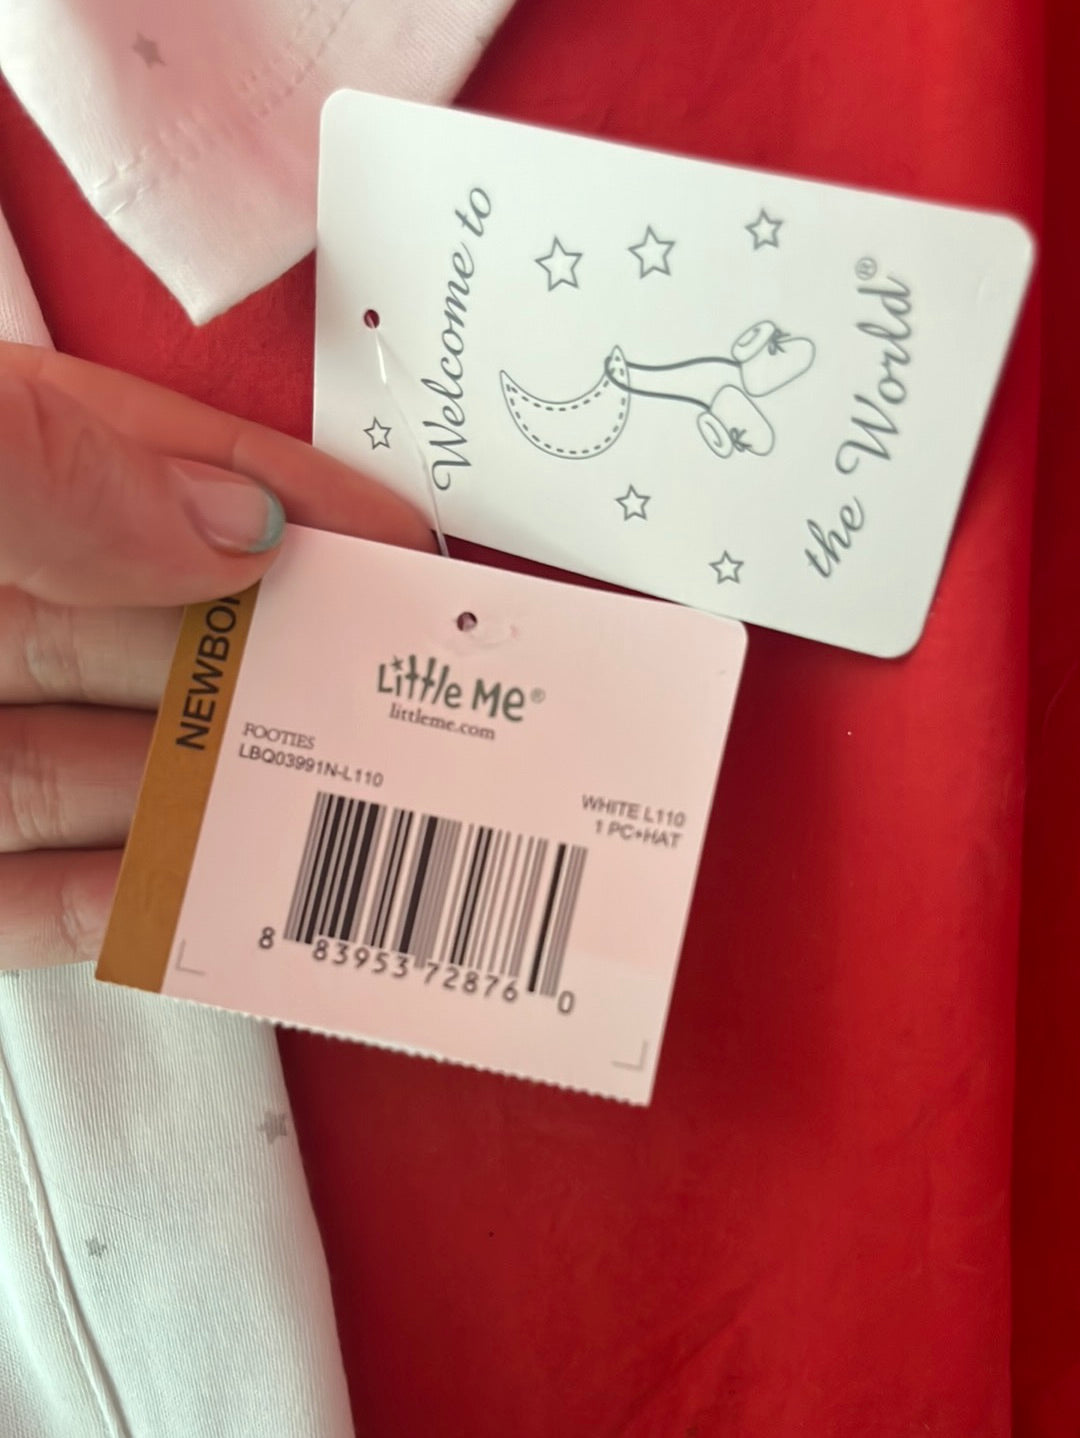 Welcome to
the World®
NEWBO
Little Me®
littleme.com
FOOTIES
LBQ03991N-L110
WHITE L110
1 PC+HAT
8 83953 72876 0